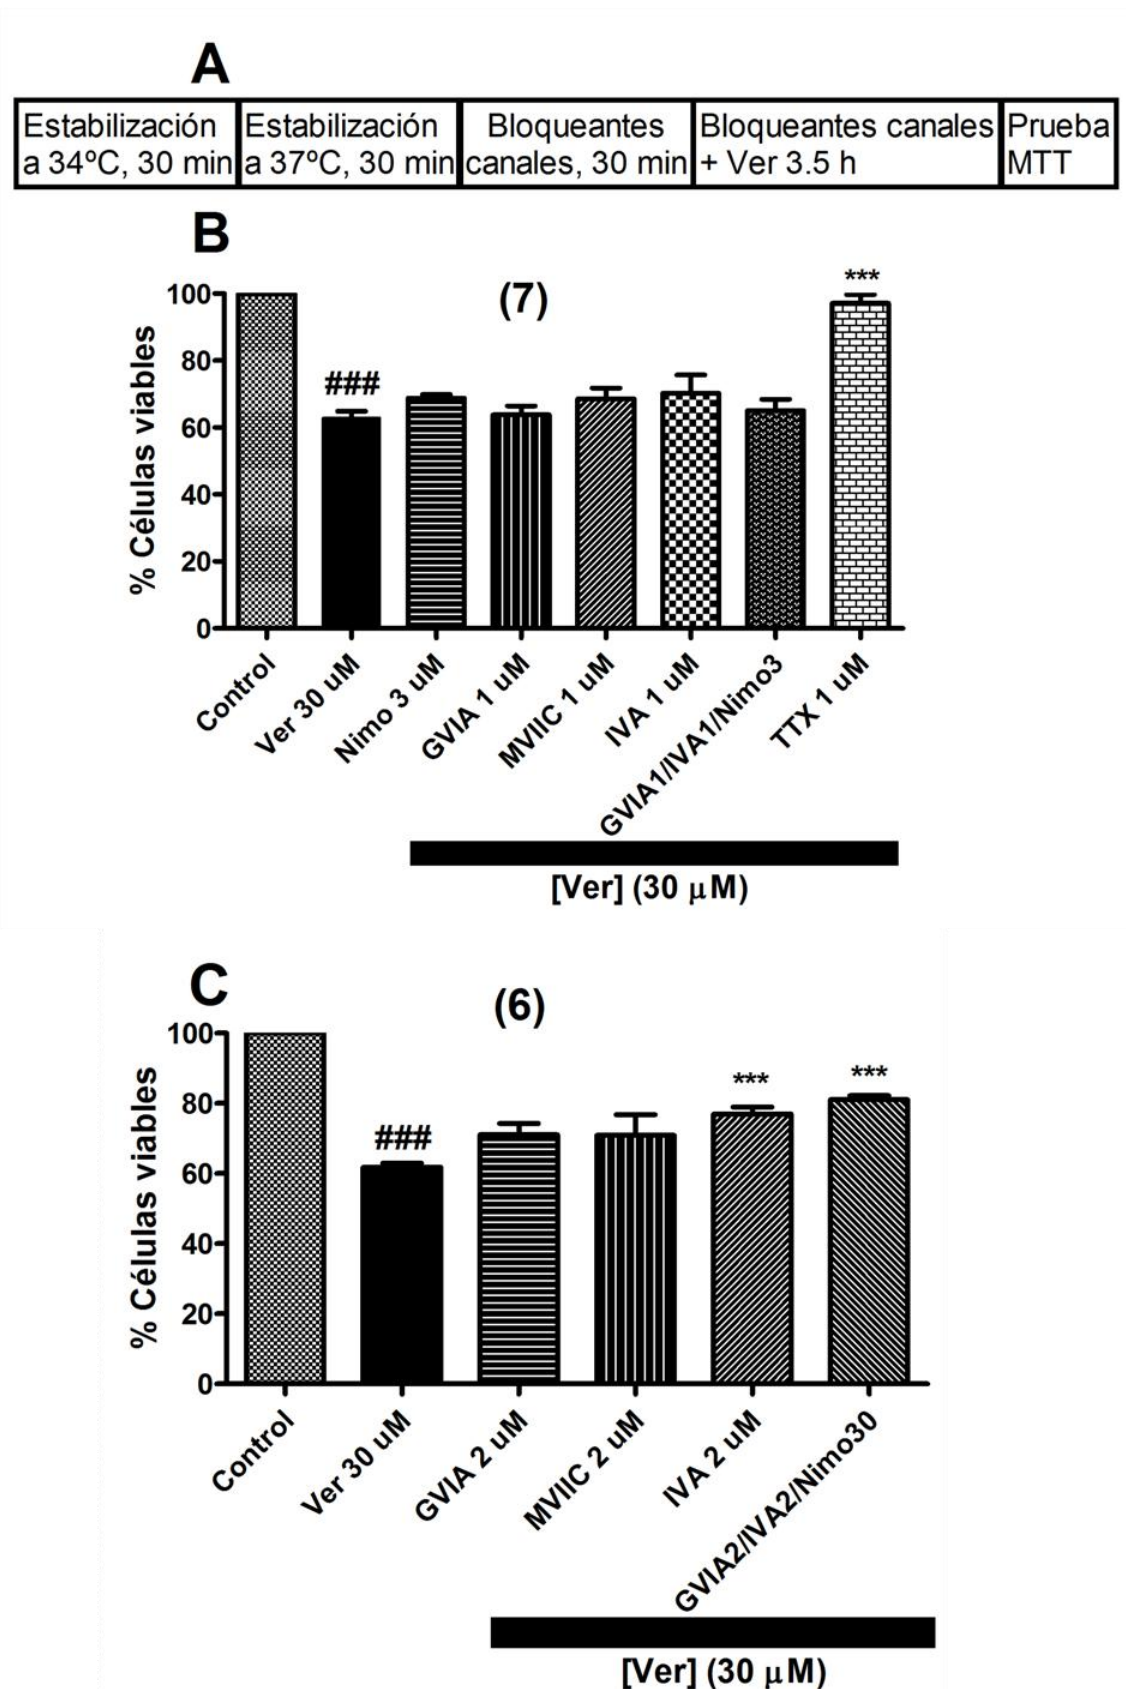 A
Estabilización
a 34ºC, 30 min
Estabilización
a 37ºC, 30 min
Bloqueantes
canales, 30 min
Bloqueantes canales
+ Ver 3.5 h
Prueba
MTT
B
(7)
% Células viables
100
80
60
40
20
0
###
***
Control
Ver 30 uM
Nimo 3 uM
GVIA 1 uM
MVIIC 1 uM
IVA 1 uM
GVIA1/IVA1/Nimo3
TTX 1 uM
[Ver] (30 μM)
C
(6)
% Células viables
100
80
60
40
20
0
###
***
***
Control
Ver 30 uM
GVIA 2 uM
MVIIC 2 uM
IVA 2 uM
GVIA2/IVA2/Nimo30
[Ver] (30 μM)